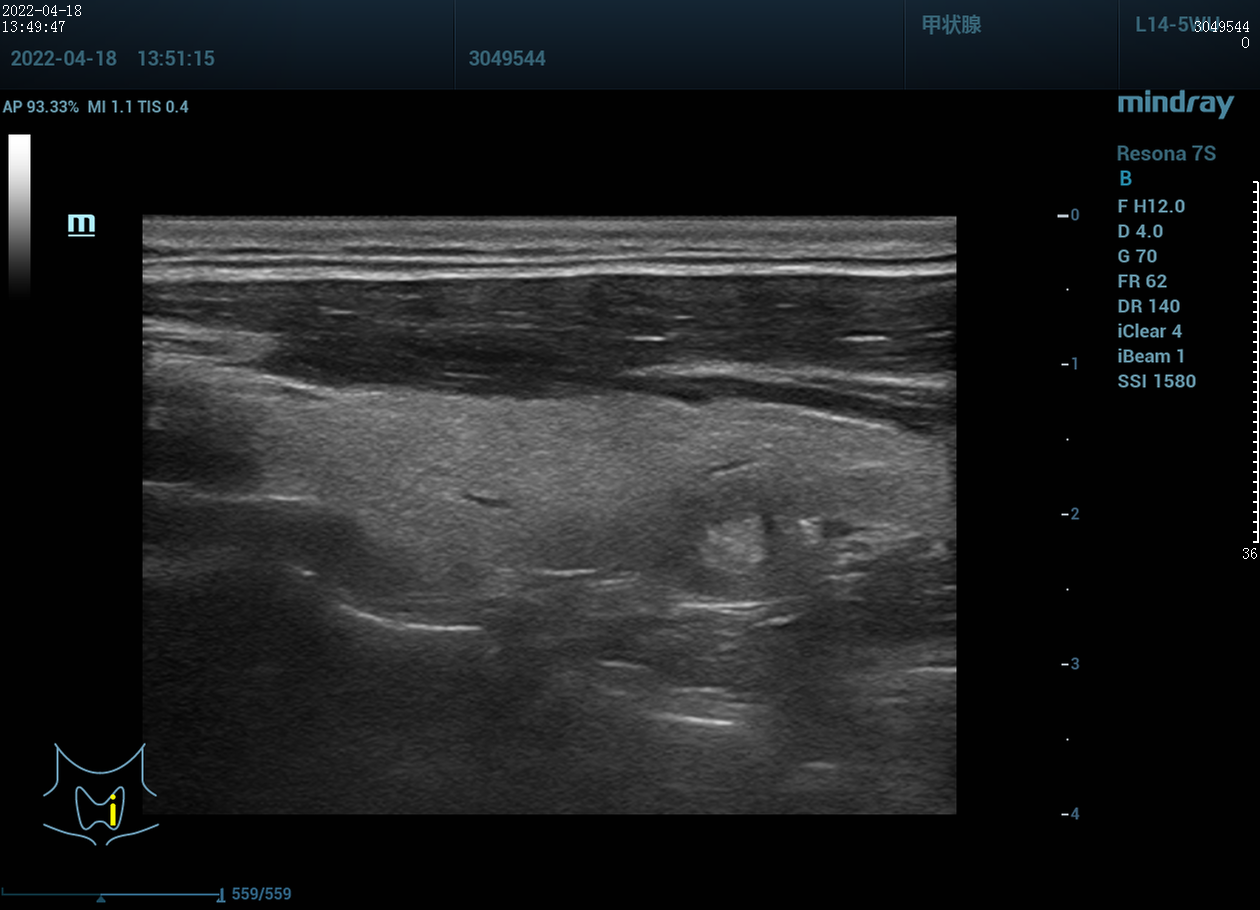 2022-04-18
13:49:47
2022-04-18 13:51:15
3049544
甲状腺
L14-5WU
3049544
0
AP 93.33% MI 1.1 TIS 0.4
mindray
Resona 7S
B
F H12.0
D 4.0
G 70
FR 62
DR 140
iClear 4
iBeam 1
SSI 1580
m
0
1
2
3
4
36
559/559